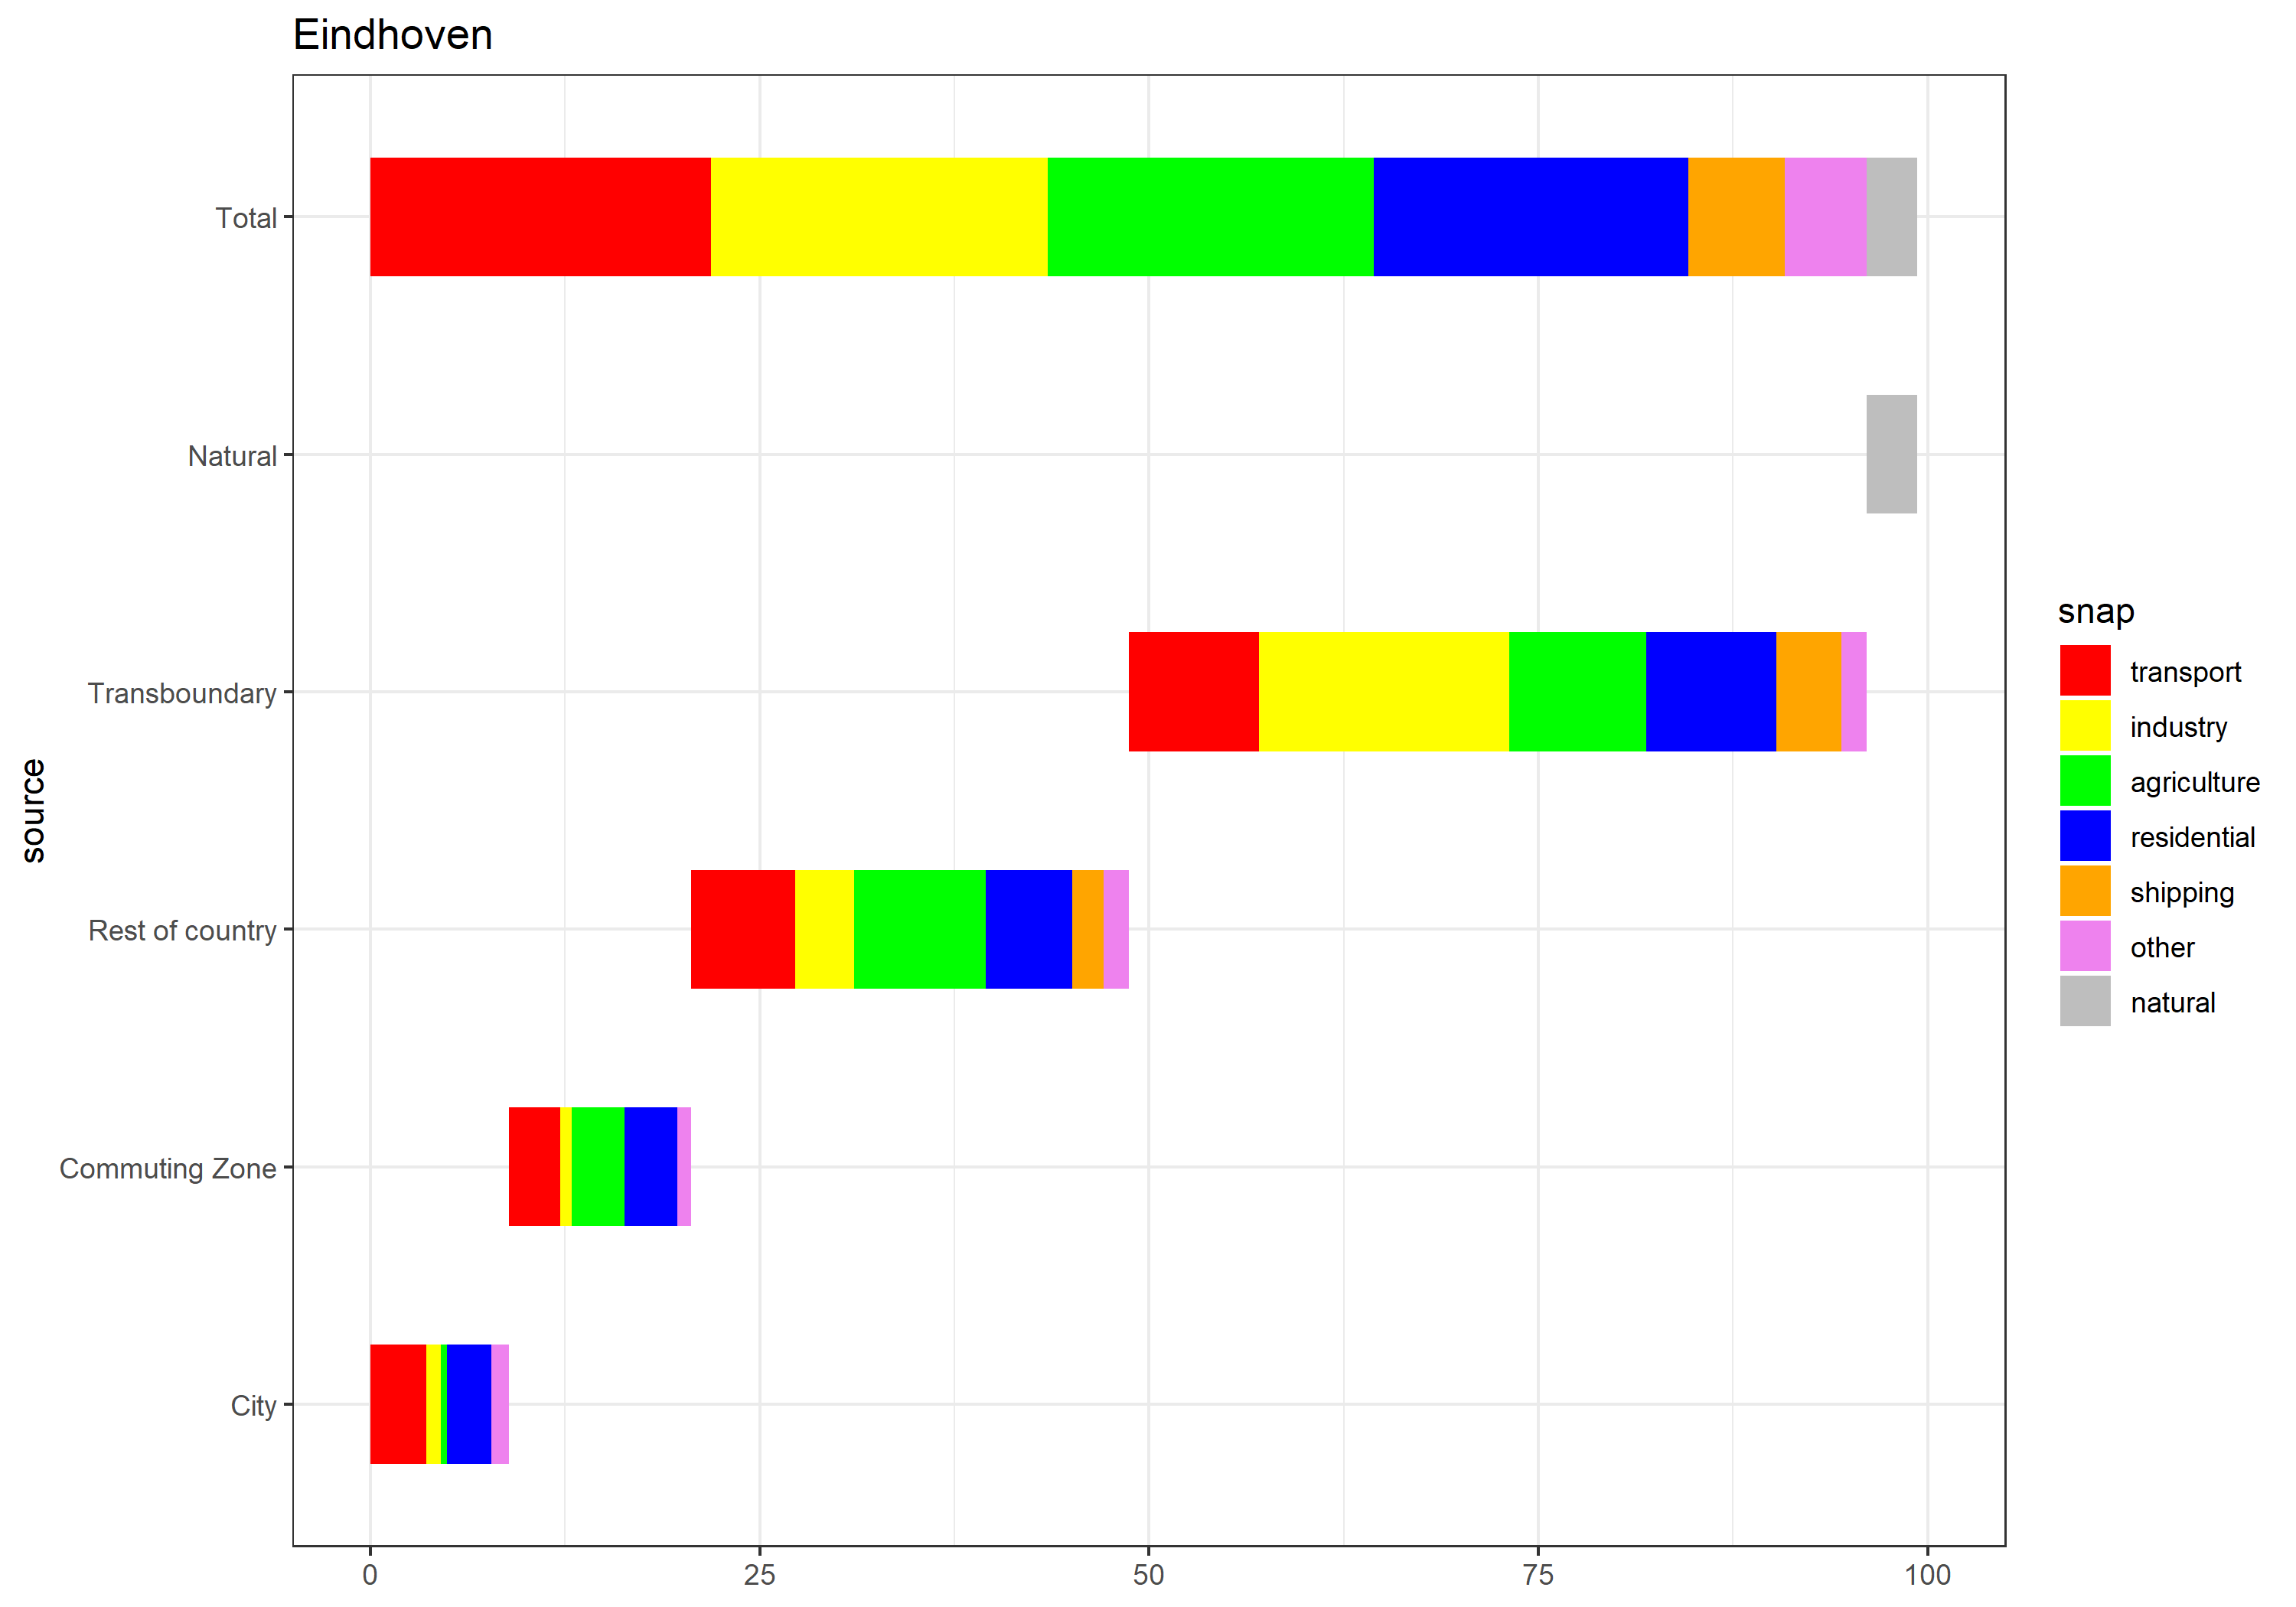 Eindhoven
Total
Natural
Transboundary
Rest of country
Commuting Zone
City
source
0 25 50 75 100
snap
transport
industry
agriculture
residential
shipping
other
natural